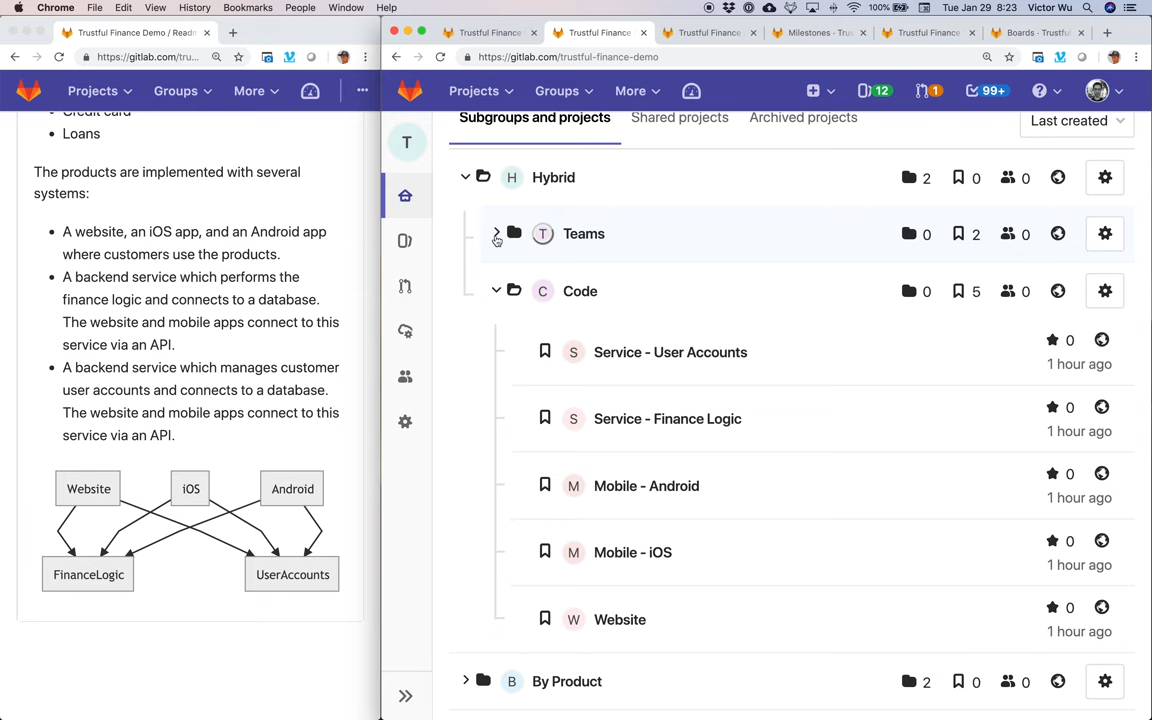 Chrome File Edit View History Bookmarks People Window Help 100% Tue Jan 29 8:23 Victor Wu
Trustful Finance Demo / Readm
https://gitlab.com/tru...
Projects Groups More
Credit card
Loans
The products are implemented with several
systems:
A website, an iOS app, and an Android app
where customers use the products.
A backend service which performs the
finance logic and connects to a database.
The website and mobile apps connect to this
service via an API.
A backend service which manages customer
user accounts and connects to a database.
The website and mobile apps connect to this
service via an API.
Website iOS Android
FinanceLogic UserAccounts
Trustful Finance Trustful Finance Trustful Finance Milestones · Trus Trustful Finance Boards · Trustful
https://gitlab.com/trustful-finance-demo
Projects Groups More 12 1 99+
T
Subgroups and projects Shared projects Archived projects Last created
H Hybrid 2 0 0
T Teams 0 2 0
C Code 0 5 0
S Service - User Accounts 0
1 hour ago
S Service - Finance Logic 0
1 hour ago
M Mobile - Android 0
1 hour ago
M Mobile - iOS 0
1 hour ago
W Website 0
1 hour ago
B By Product 2 0 0